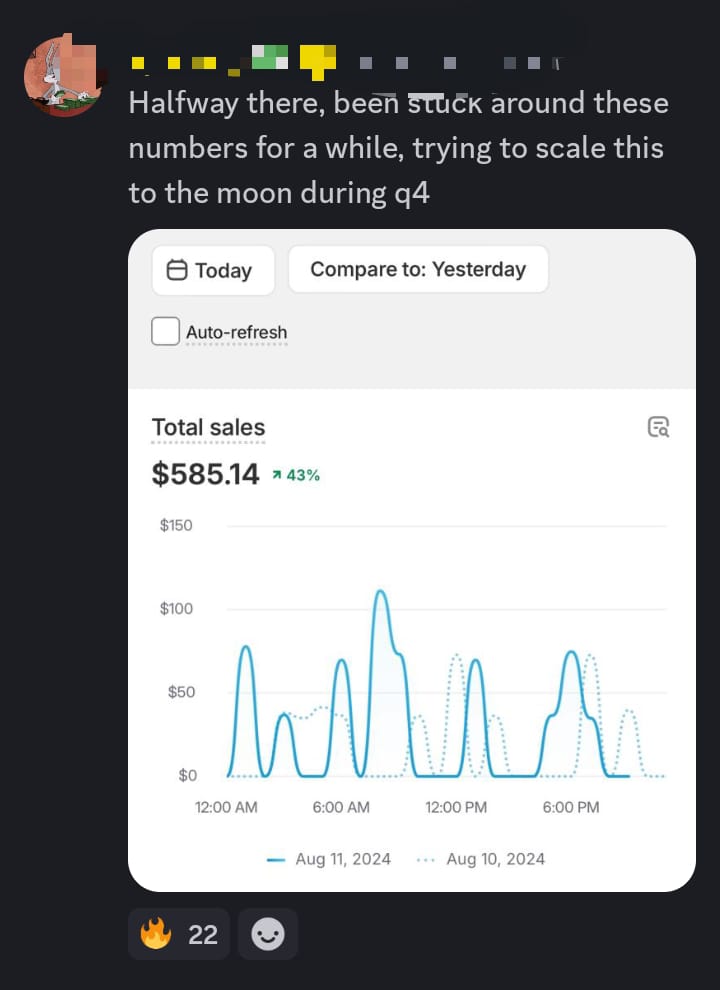 Halfway there, been stuck around these
numbers for a while, trying to scale this
to the moon during q4
Today
Compare to: Yesterday
Auto-refresh
Total sales
$585.14 ↗ 43%
$150
$100
$50
$0
12:00 AM 6:00 AM 12:00 PM 6:00 PM
Aug 11, 2024 Aug 10, 2024
🔥 22